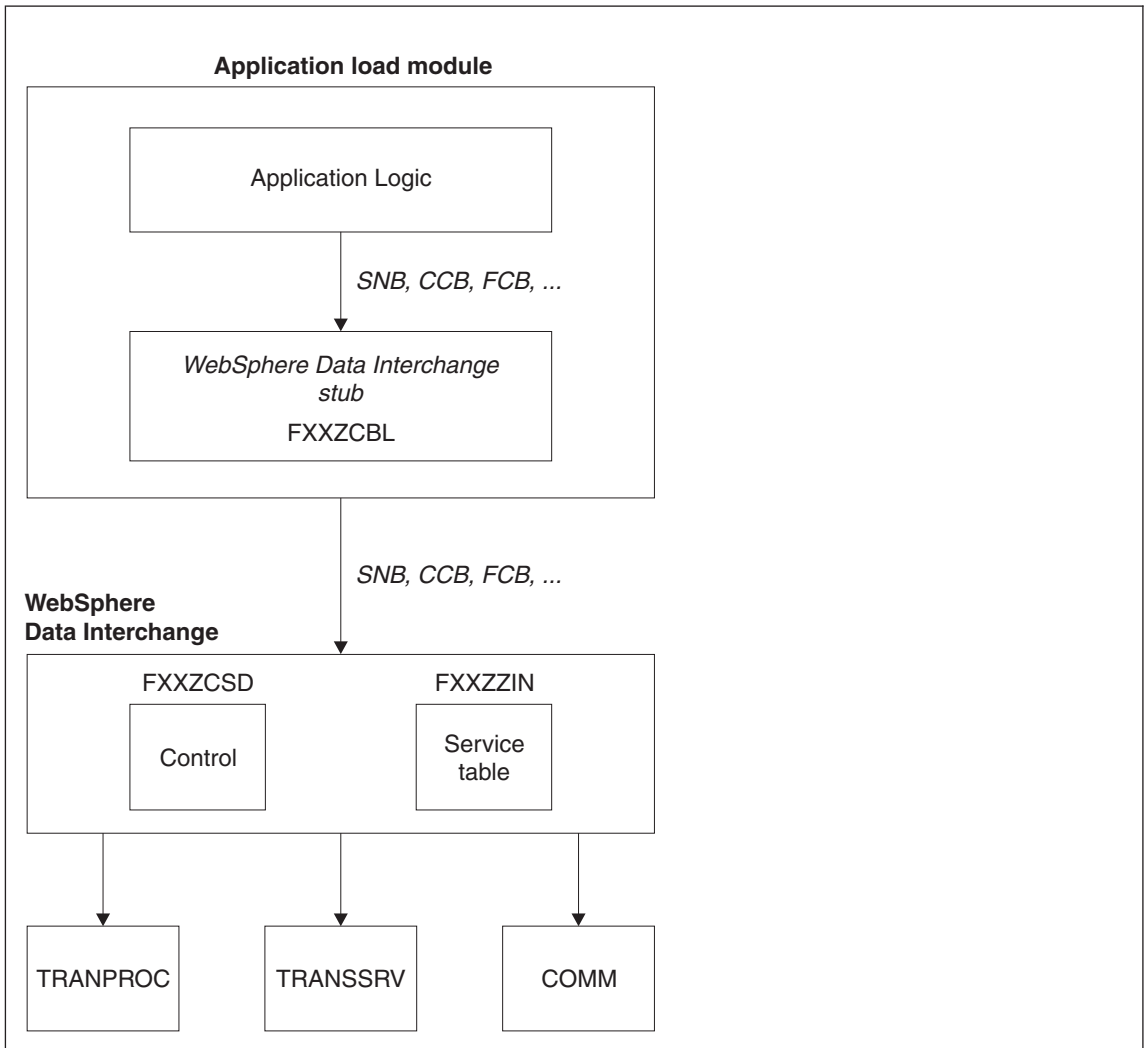 Application load module
Application Logic
SNB, CCB, FCB, ...
WebSphere Data Interchange
stub
FXXZCBL
SNB, CCB, FCB, ...
WebSphere
Data Interchange
FXXZCSD
FXXZZIN
Control
Service
table
TRANPROC
TRANSSRV
COMM